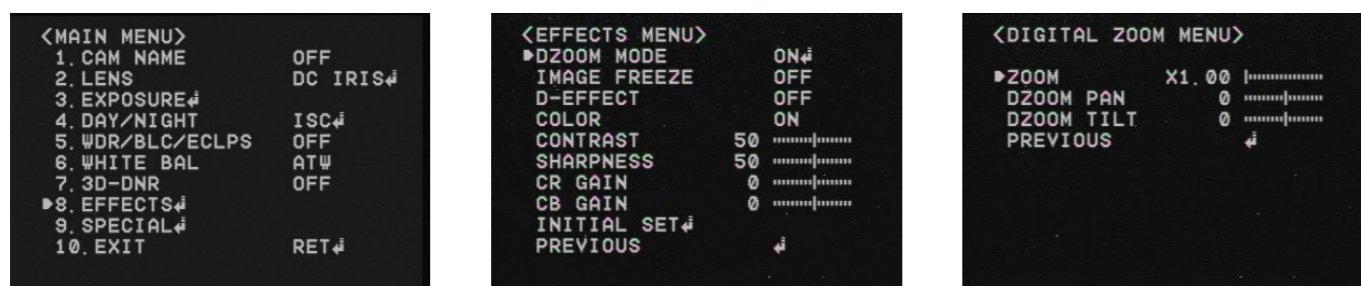 <MAIN MENU>
1. CAM NAME OFF
2. LENS DC IRIS↲
3. EXPOSURE↲
4. DAY/NIGHT ISC↲
5. WDR/BLC/ECLPS OFF
6. WHITE BAL ATW
7. 3D-DNR OFF
8. EFFECTS↲
9. SPECIAL↲
10. EXIT RET↲
<EFFECTS MENU>
DZOOM MODE ON↲
IMAGE FREEZE OFF
D-EFFECT OFF
COLOR ON
CONTRAST 50
SHARPNESS 50
CR GAIN 0
CB GAIN 0
INITIAL SET↲
PREVIOUS ↲
<DIGITAL ZOOM MENU>
ZOOM X1.00
DZOOM PAN 0
DZOOM TILT 0
PREVIOUS ↲